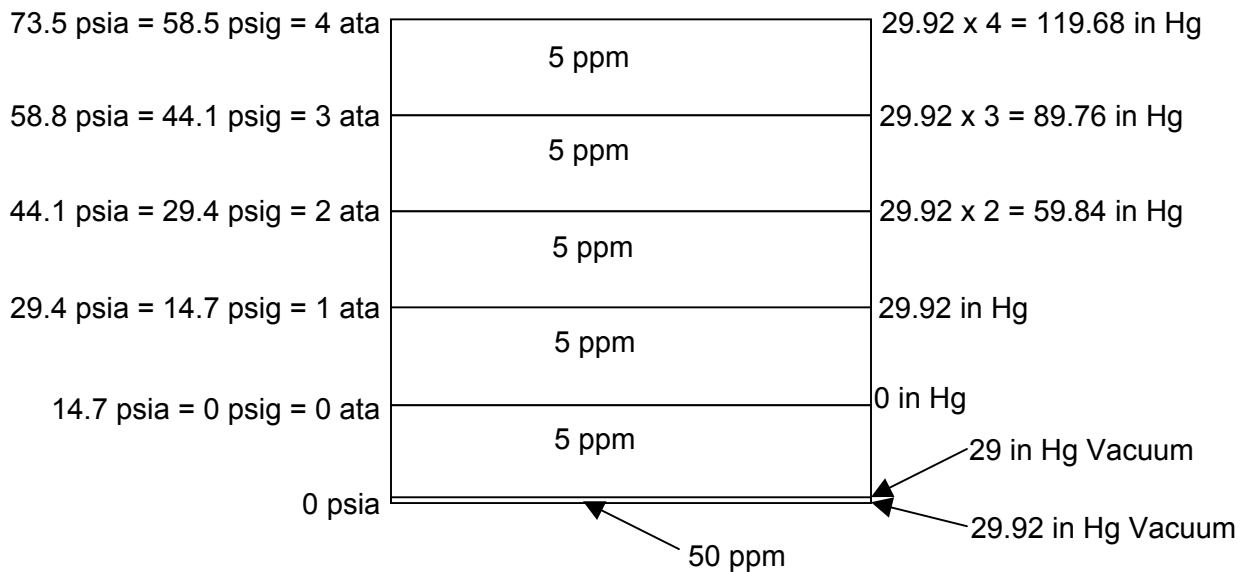 73.5 psia = 58.5 psig = 4 ata
29.92 x 4 = 119.68 in Hg
5 ppm
58.8 psia = 44.1 psig = 3 ata
29.92 x 3 = 89.76 in Hg
5 ppm
44.1 psia = 29.4 psig = 2 ata
29.92 x 2 = 59.84 in Hg
5 ppm
29.4 psia = 14.7 psig = 1 ata
29.92 in Hg
5 ppm
14.7 psia = 0 psig = 0 ata
0 in Hg
5 ppm
29 in Hg Vacuum
0 psia
29.92 in Hg Vacuum
50 ppm